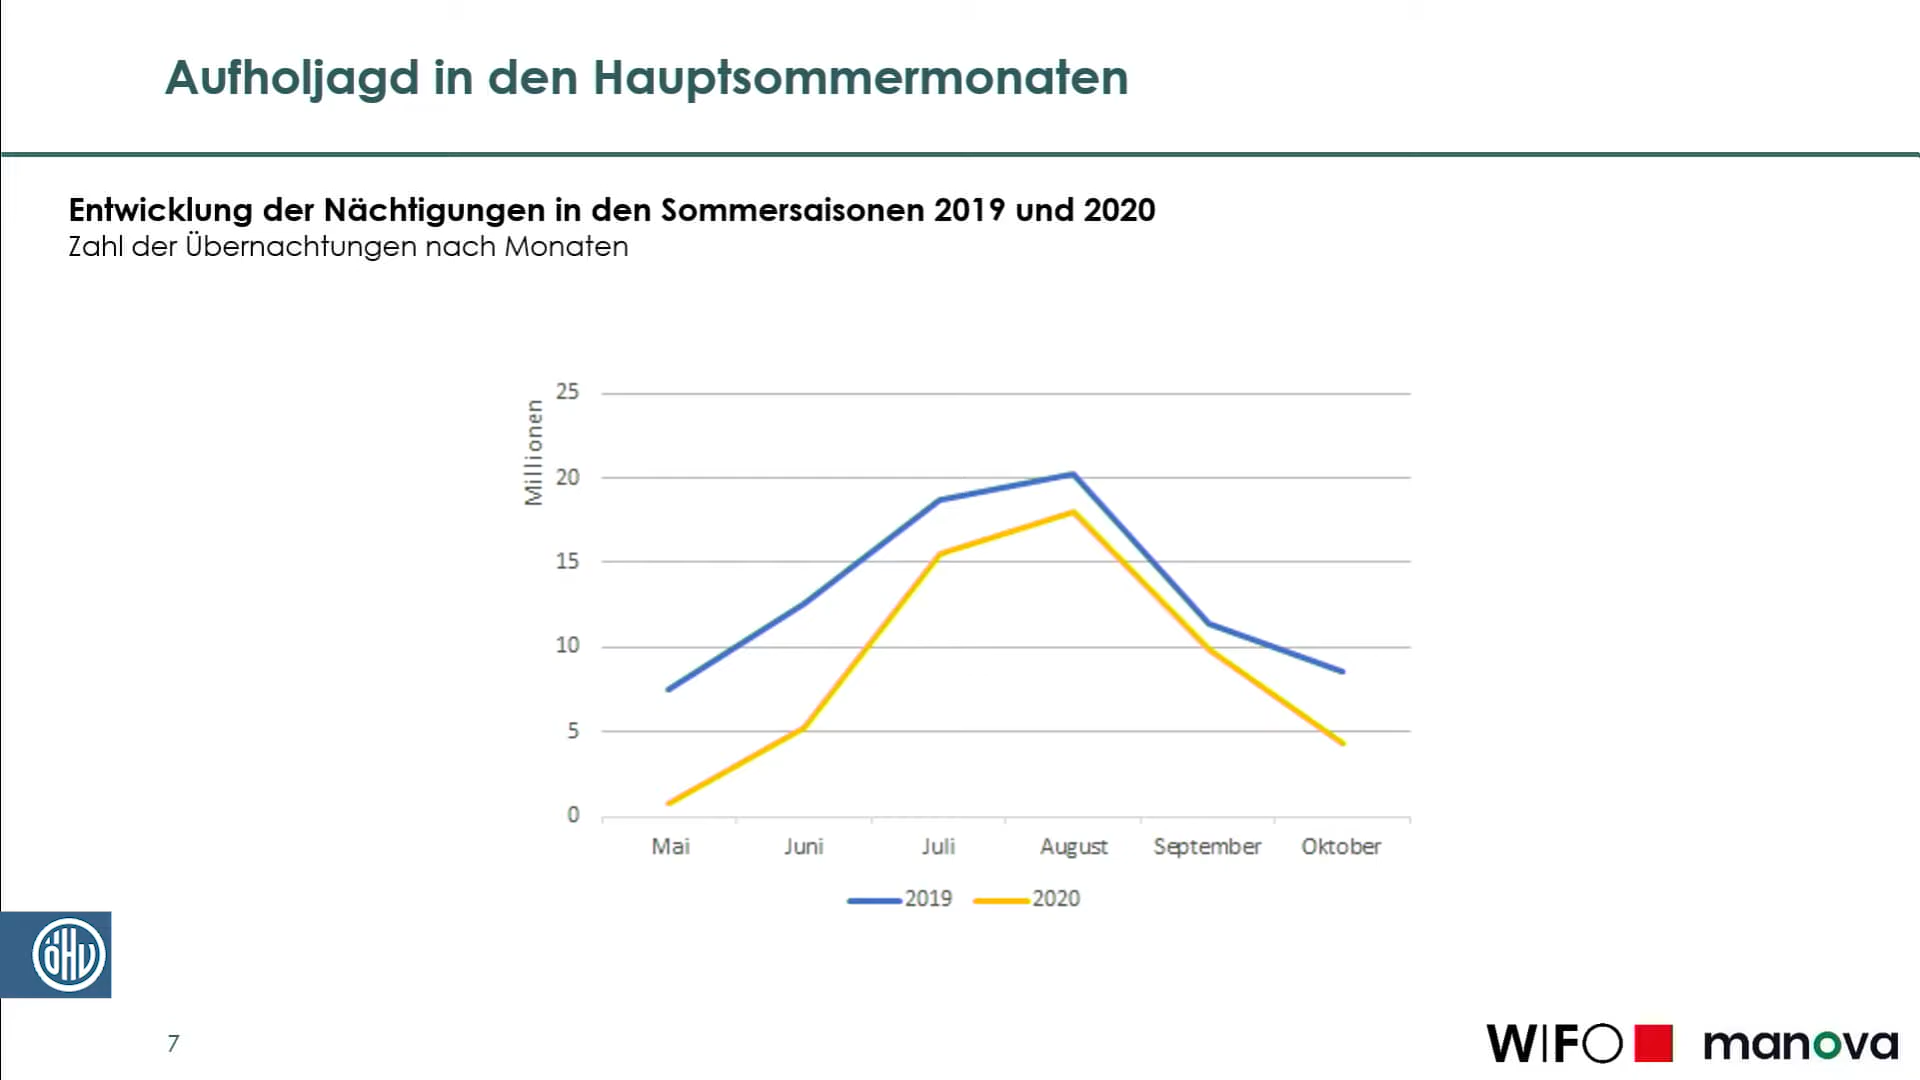 Aufholjagd in den Hauptsommermonaten
Entwicklung der Nächtigungen in den Sommersaisonen 2019 und 2020
Zahl der Übernachtungen nach Monaten
Millionen
25
20
15
10
5
0
Mai Juni Juli August September Oktober
2019 2020
ÖHV
7
WIFO manova